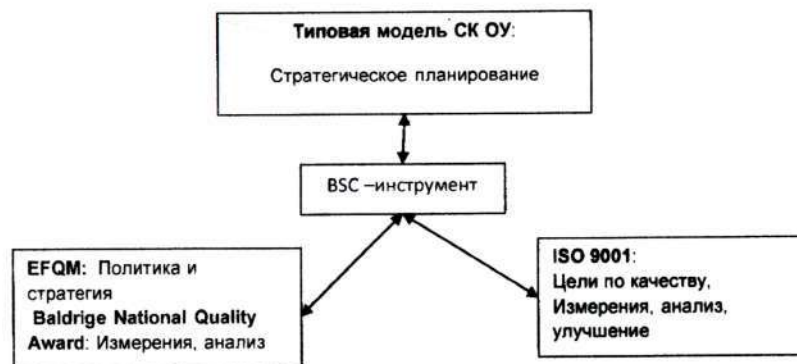 Типовая модель СК ОУ:
Стратегическое планирование
BSC –инструмент
EFQM: Политика и
стратегия
Baldrige National Quality
Award: Измерения, анализ
ISO 9001:
Цели по качеству,
Измерения, анализ,
улучшение